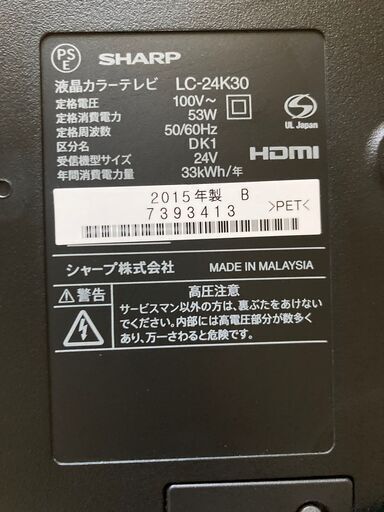 PS
E
SHARP
液晶カラーテレビ LC-24K30
定格電圧 100V~
定格消費電力 53W
定格周波数 50/60Hz
区分名 DK1
受信機型サイズ 24V
年間消費電力量 33kWh/年
UL Japan
HDMI
2015年製 B
7393413
>PET<
シャープ株式会社 MADE IN MALAYSIA
警告
高圧注意
サービスマン以外の方は、裏ぶたをあけない
でください。内部には高電圧部分が数多く
あり、万一さわると危険です。